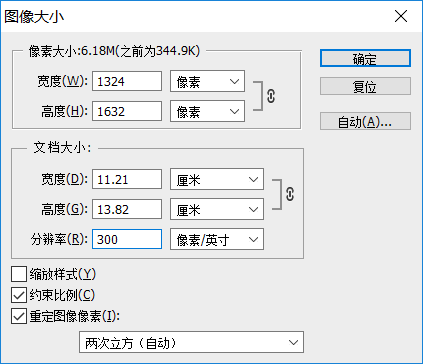 图像大小
像素大小:6.18M(之前为344.9K)
宽度(W): 1324 像素
高度(H): 1632 像素
确定
复位
自动(A)...
文档大小:
宽度(D): 11.21 厘米
高度(G): 13.82 厘米
分辨率(R): 300 像素/英寸
缩放样式(Y)
约束比例(C)
重定图像像素(I):
两次立方（自动）